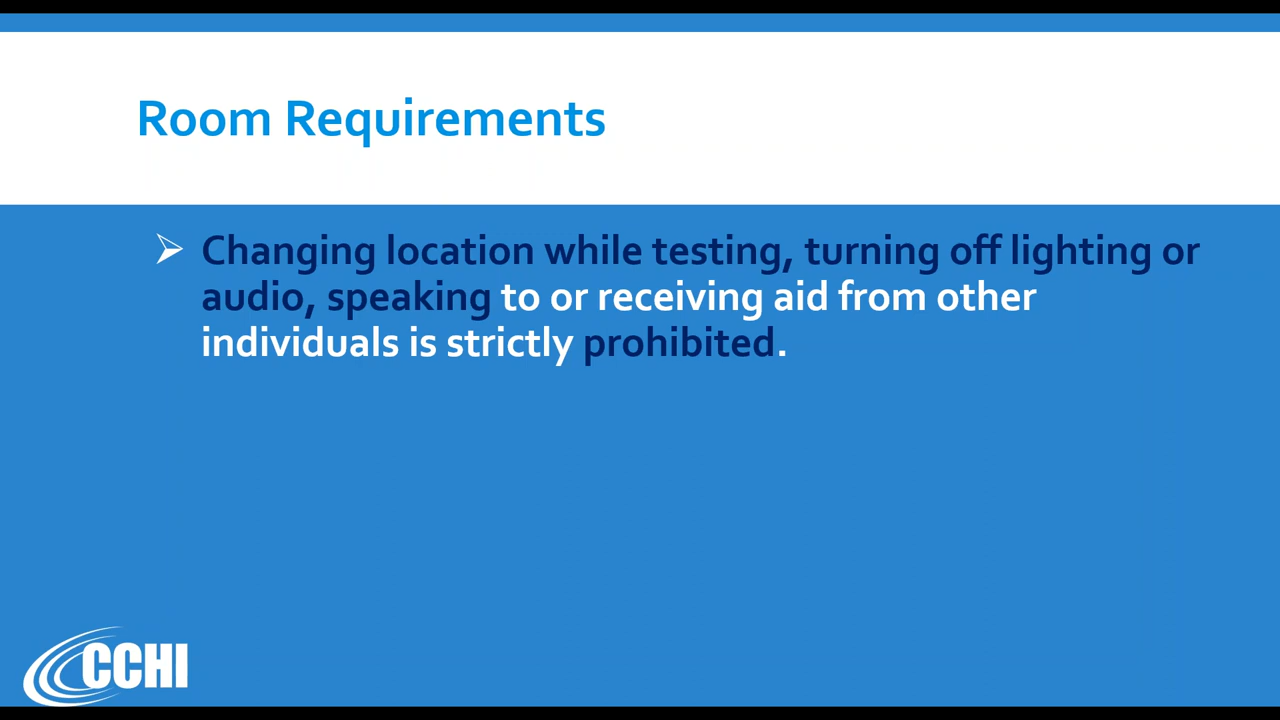 Room Requirements
Changing location while testing, turning off lighting or
audio, speaking to or receiving aid from other
individuals is strictly prohibited.
CCHI